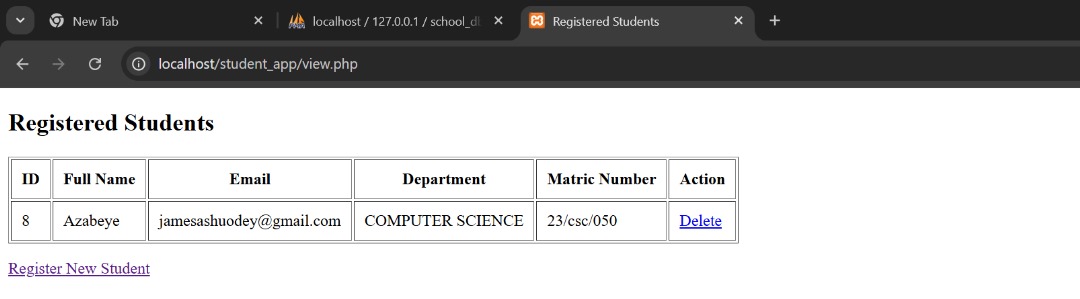 New Tab
localhost / 127.0.0.1 / school_d
Registered Students
localhost/student_app/view.php
Registered Students
ID Full Name Email Department Matric Number Action
8 Azabeye jamesashuodey@gmail.com COMPUTER SCIENCE 23/csc/050 Delete
Register New Student